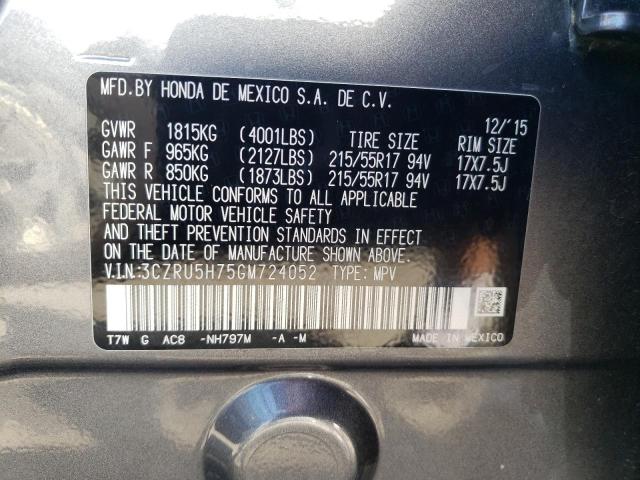 MFD.BY HONDA DE MEXICO S.A. DE C.V.
12/'15
GVWR 1815KG (4001LBS) TIRE SIZE RIM SIZE
GAWR F 965KG (2127LBS) 215/55R17 94V 17X7.5J
GAWR R 850KG (1873LBS) 215/55R17 94V 17X7.5J
THIS VEHICLE CONFORMS TO ALL APPLICABLE
FEDERAL MOTOR VEHICLE SAFETY
AND THEFT PREVENTION STANDARDS IN EFFECT
ON THE DATE OF MANUFACTURE SHOWN ABOVE.
V.I.N:3CZRU5H75GM724052 TYPE: MPV
T7W G AC8 -NH797M -A -M MADE IN MEXICO